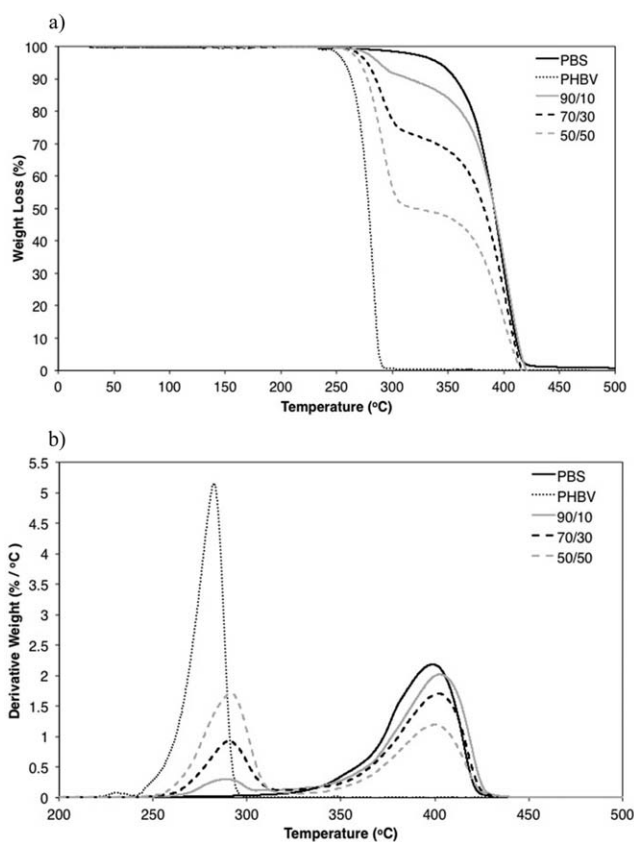 a)
100
90
80
70
60
50
40
30
20
10
0
Weight Loss (%)
PBS
PHBV
90/10
70/30
50/50
0 50 100 150 200 250 300 350 400 450 500
Temperature (°C)
b)
5.5
5
4.5
4
3.5
3
2.5
2
1.5
1
0.5
0
Derivative Weight (% / °C)
PBS
PHBV
90/10
70/30
50/50
200 250 300 350 400 450 500
Temperature (°C)